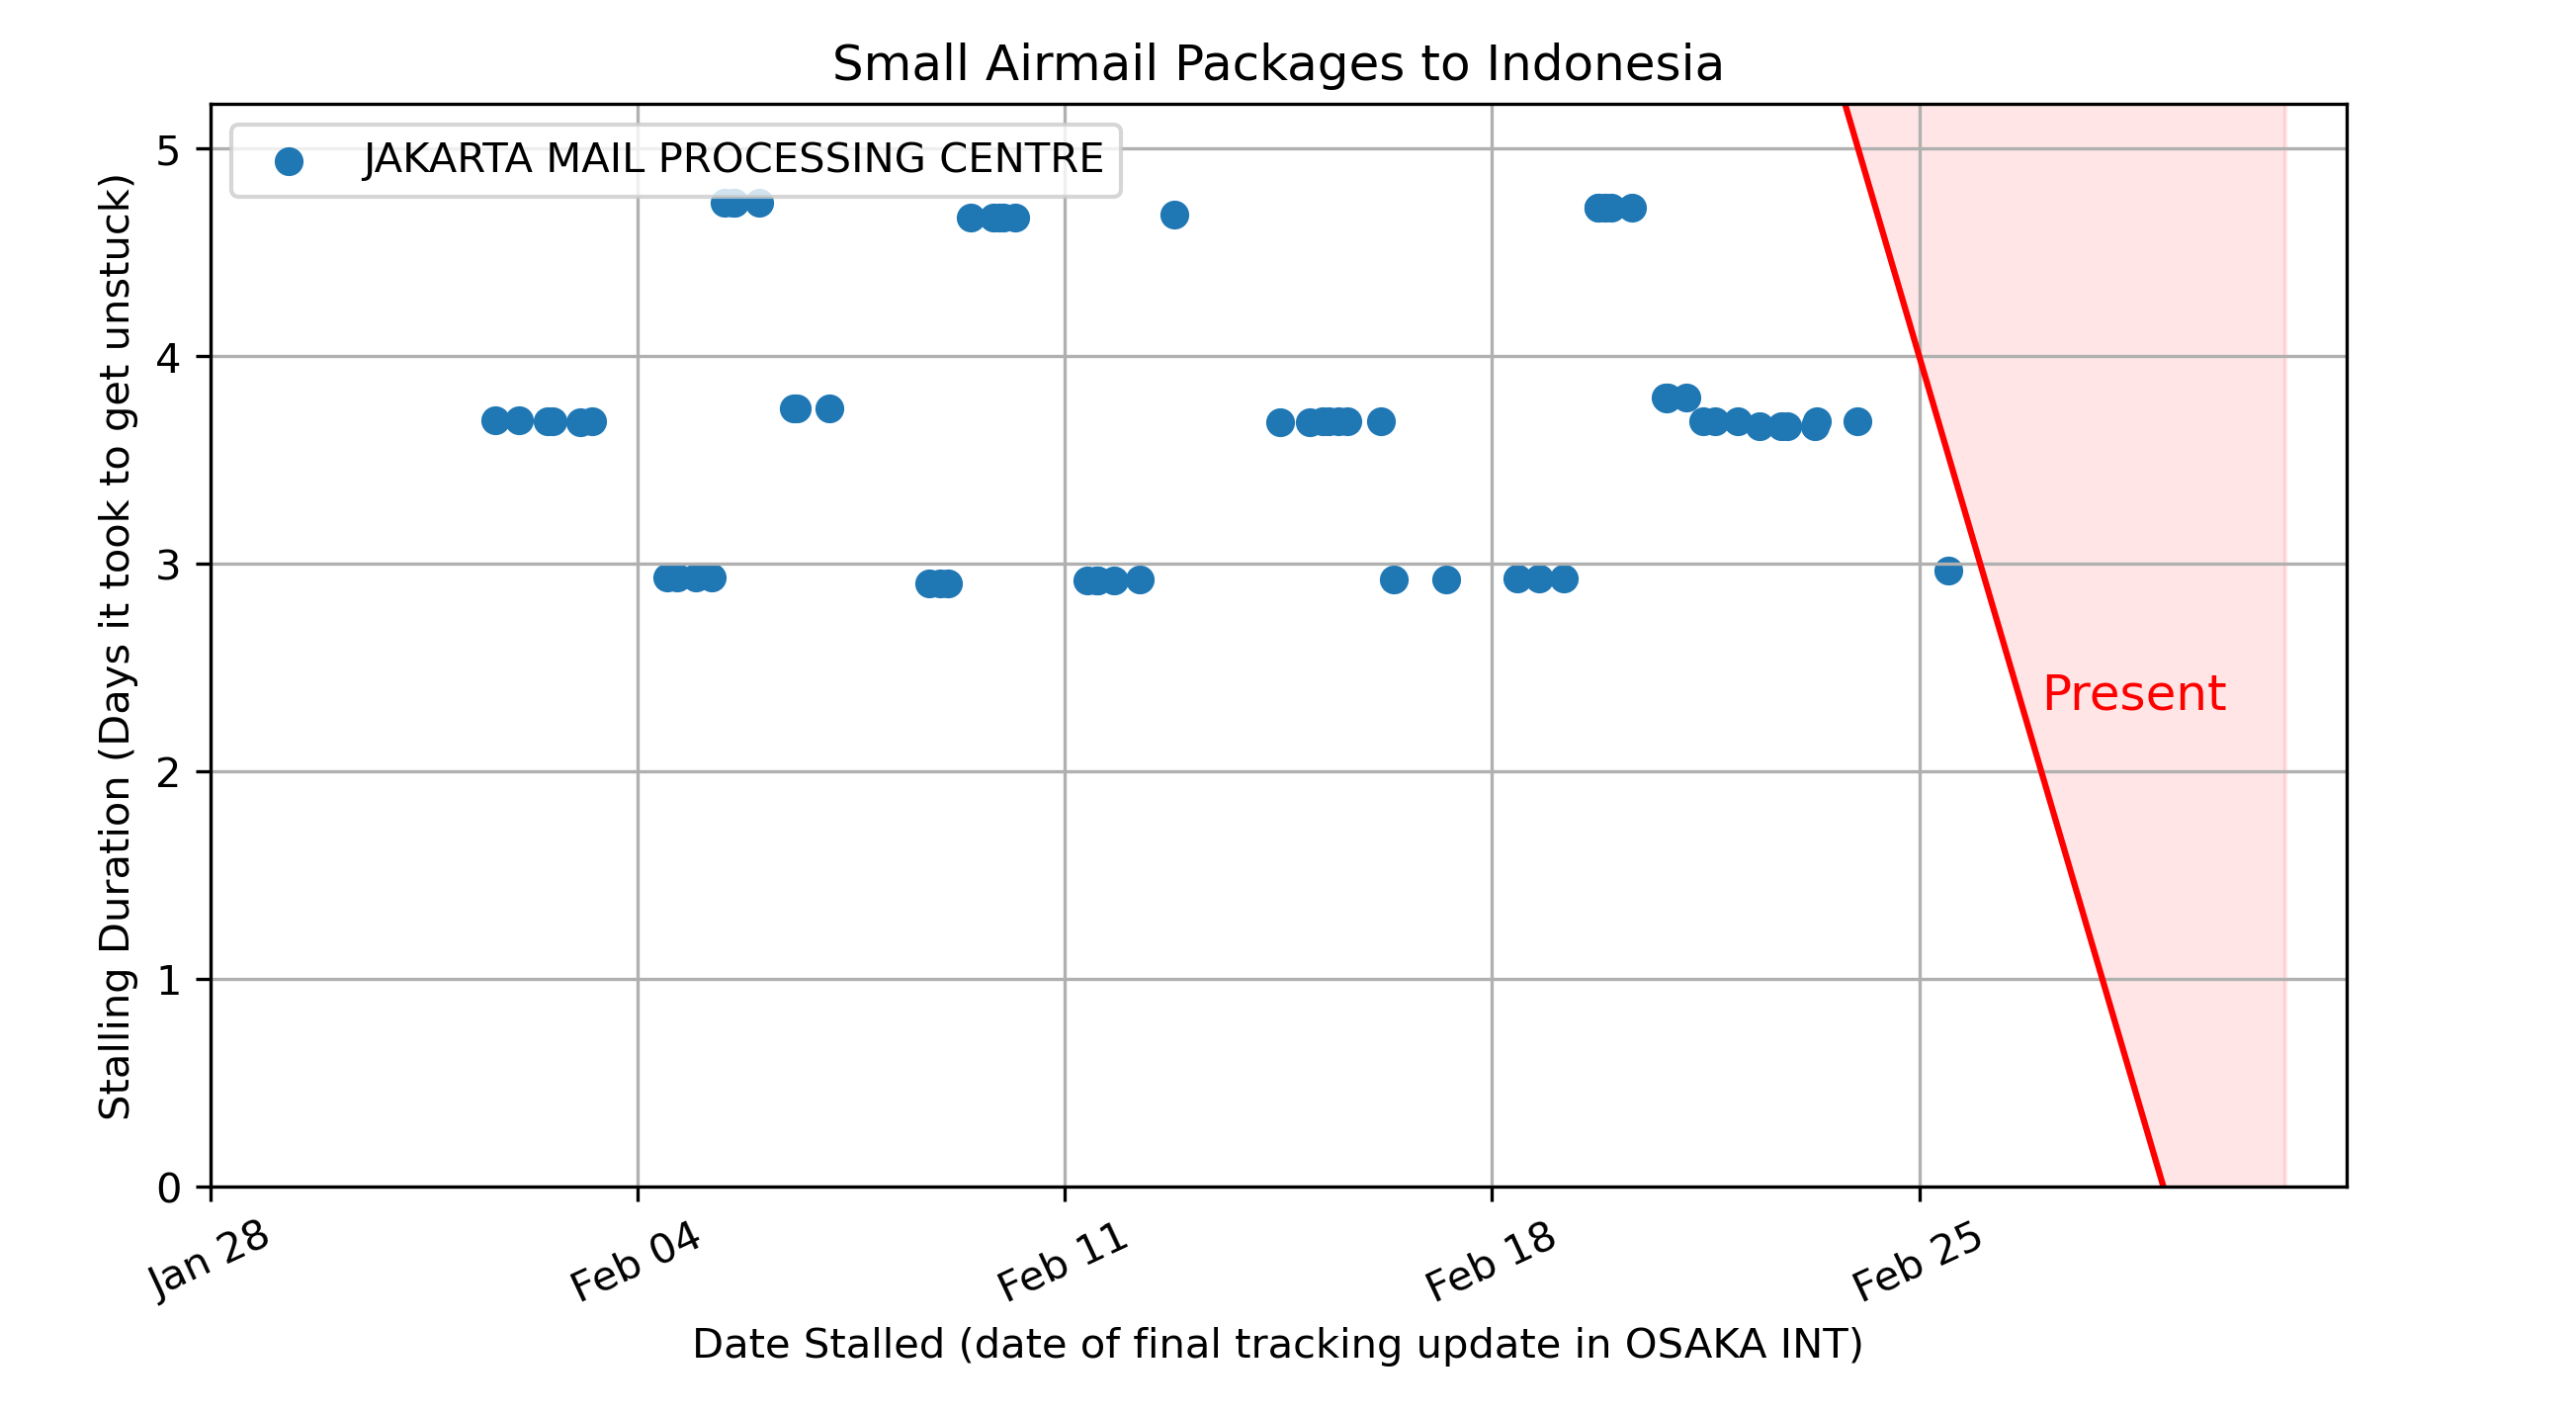 Small Airmail Packages to Indonesia
JAKARTA MAIL PROCESSING CENTRE
Stalling Duration (Days it took to get unstuck)
5
4
3
2
1
0
Present
Jan 28
Feb 04
Feb 11
Feb 18
Feb 25
Date Stalled (date of final tracking update in OSAKA INT)